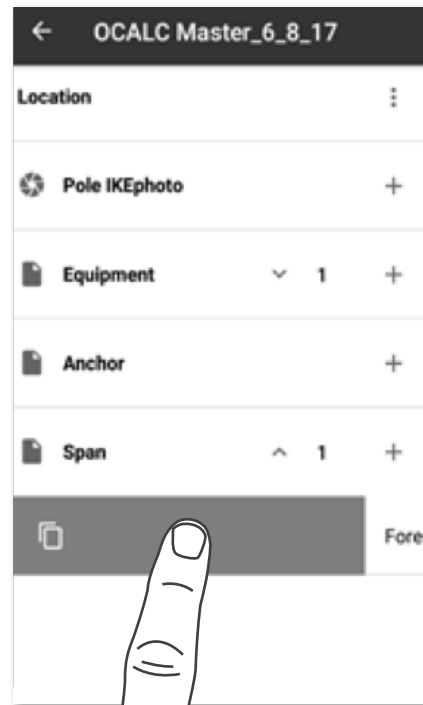 OCALC Master_6_8_17
Location
Pole IKEphoto
Equipment 1
Anchor
Span 1
Fore